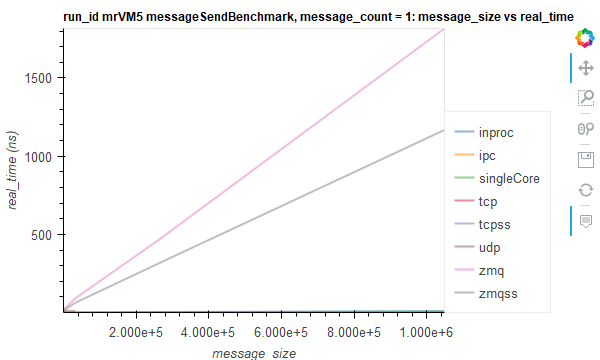 run_id mrVM5 messageSendBenchmark, message_count = 1: message_size vs real_time
1500
1000
500
real_time (ns)
2.000e+5 4.000e+5 6.000e+5 8.000e+5 1.000e+6
message_size
inproc
ipc
singleCore
tcp
tcpss
udp
zmq
zmqss